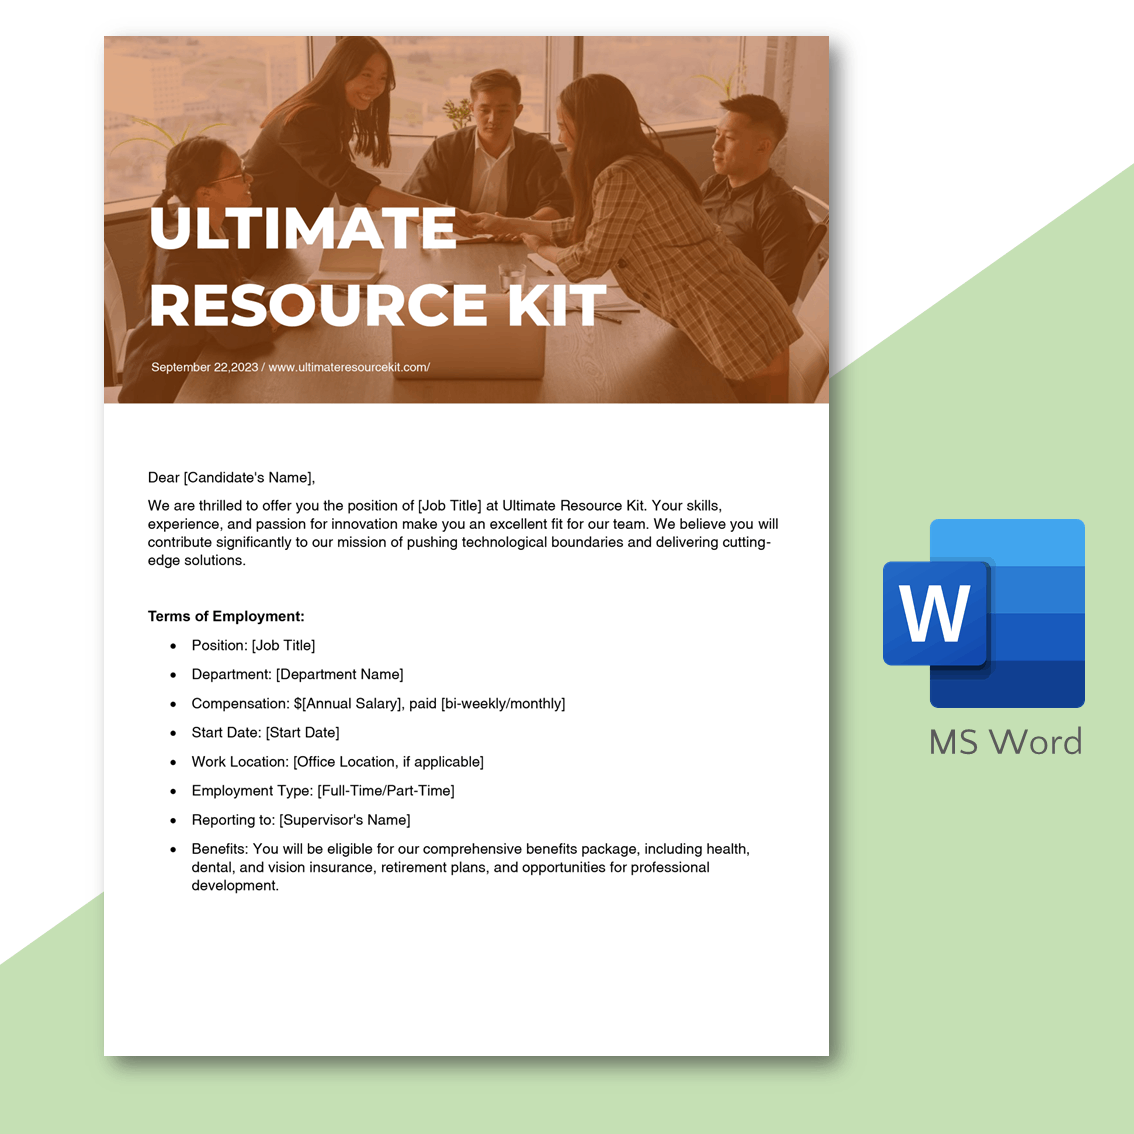 ULTIMATE
RESOURCE KIT
September 22,2023 / www.ultimateresourcekit.com/
Dear [Candidate's Name],
We are thrilled to offer you the position of [Job Title] at Ultimate Resource Kit. Your skills,
experience, and passion for innovation make you an excellent fit for our team. We believe you will
contribute significantly to our mission of pushing technological boundaries and delivering cutting-
edge solutions.
Terms of Employment:
• Position: [Job Title]
• Department: [Department Name]
• Compensation: $[Annual Salary], paid [bi-weekly/monthly]
• Start Date: [Start Date]
• Work Location: [Office Location, if applicable]
• Employment Type: [Full-Time/Part-Time]
• Reporting to: [Supervisor's Name]
• Benefits: You will be eligible for our comprehensive benefits package, including health,
dental, and vision insurance, retirement plans, and opportunities for professional
development.
W
MS Word